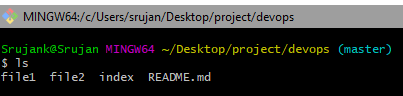 MINGW64:/c/Users/srujan/Desktop/project/devops
Srujank@Srujan MINGW64 ~/Desktop/project/devops (master)
$ ls
file1  file2  index  README.md